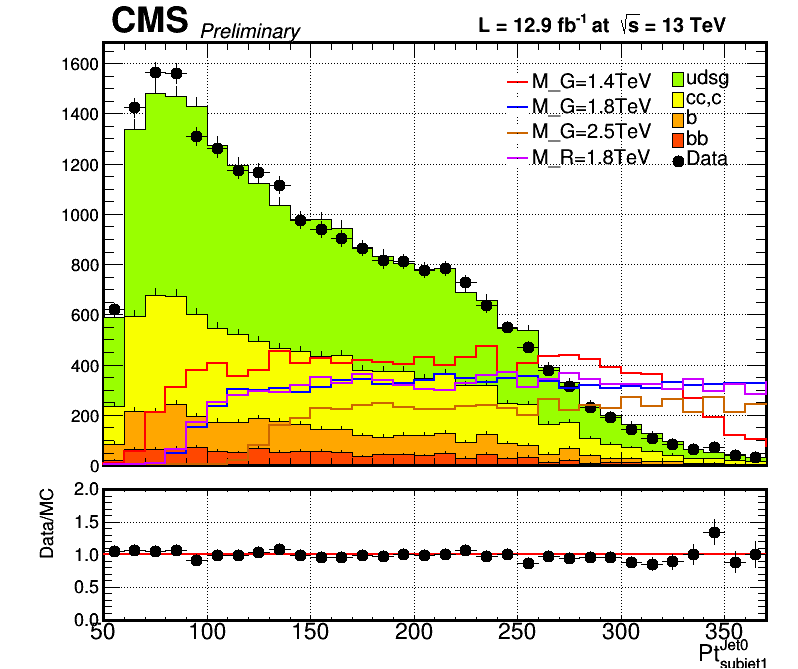 CMS Preliminary L = 12.9 fb⁻¹ at √s = 13 TeV
M_G=1.4TeV
M_G=1.8TeV
M_G=2.5TeV
M_R=1.8TeV
udsg
cc,c
b
bb
Data
1600
1400
1200
1000
800
600
400
200
0
Data/MC
2.0
1.5
1.0
0.5
0.0
50 100 150 200 250 300 350
Pt Jet0 subjet1